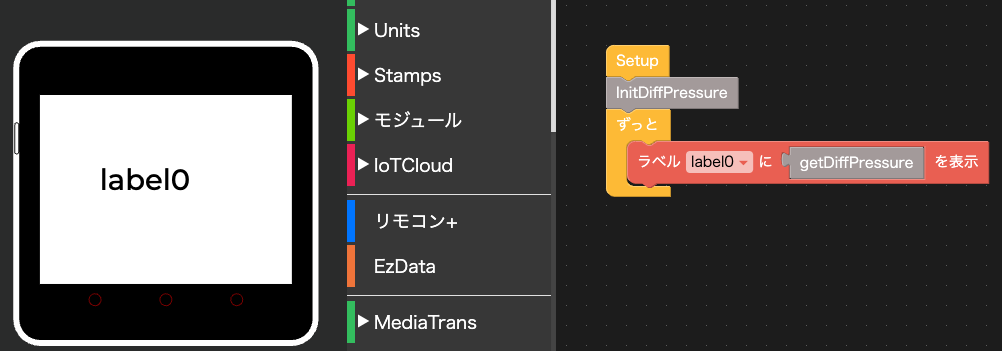 label0
Units
Stamps
モジュール
IoTCloud
リモコン+
EzData
MediaTrans
Setup
InitDiffPressure
ずっと
ラベル label0 に getDiffPressure を表示